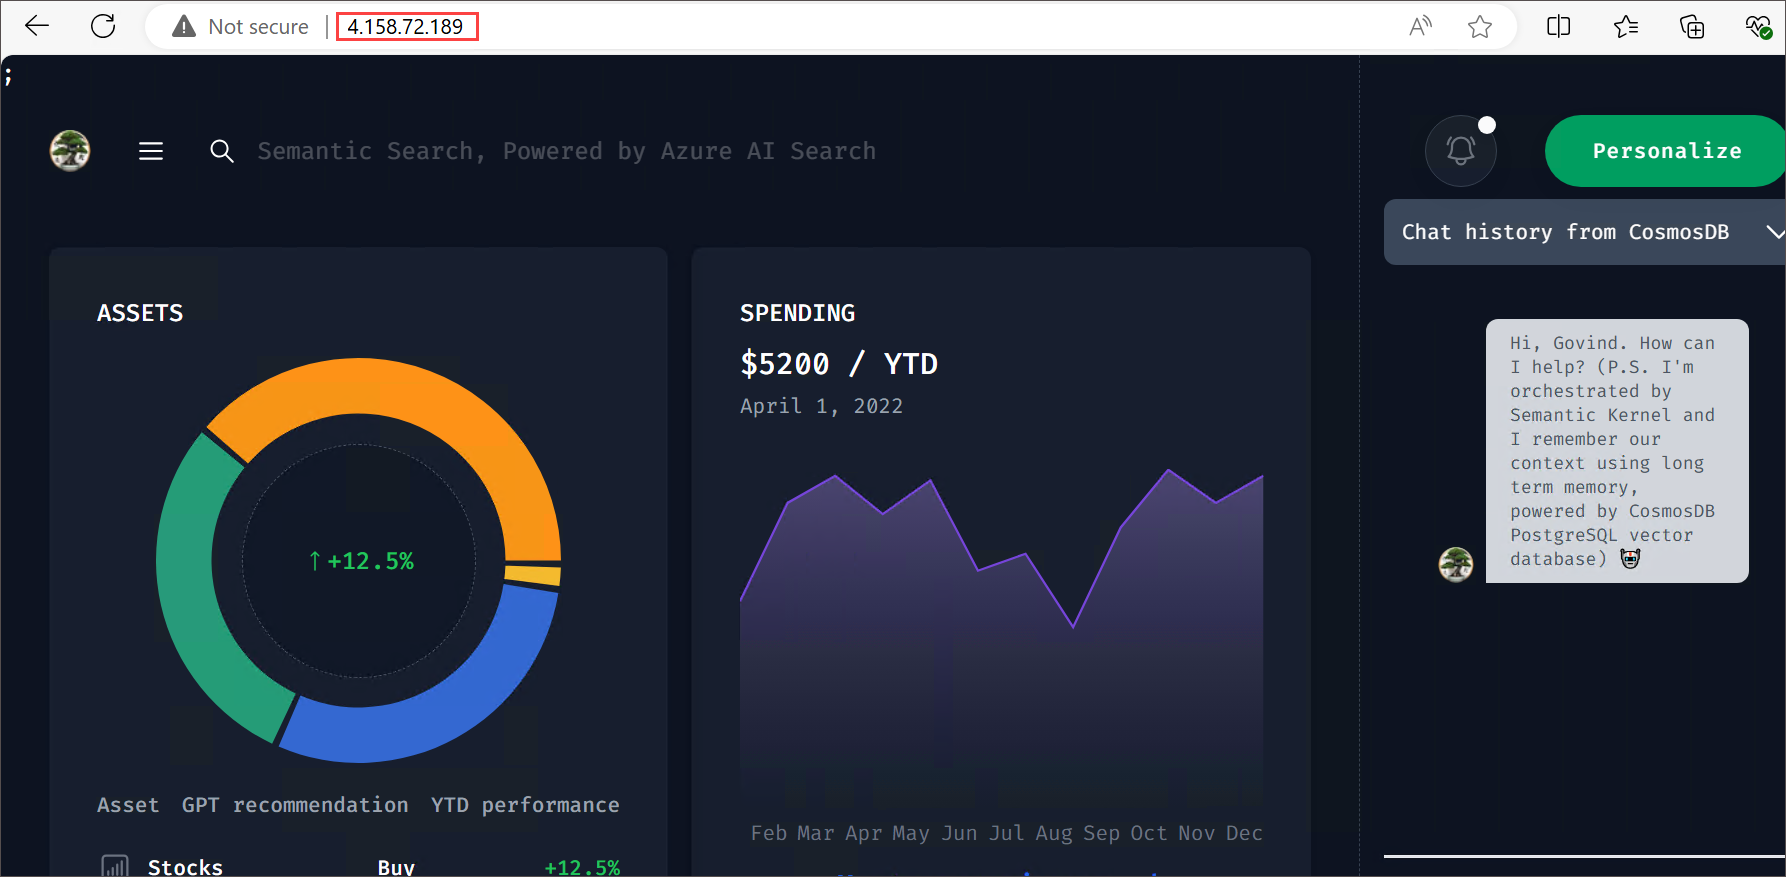 Not secure | 4.158.72.189
;
Semantic Search, Powered by Azure AI Search
Personalize
Chat history from CosmosDB
ASSETS
↑+12.5%
Asset GPT recommendation YTD performance
Stocks Buy +12.5%
SPENDING
$5200 / YTD
April 1, 2022
Feb Mar Apr May Jun Jul Aug Sep Oct Nov Dec
Hi, Govind. How can
I help? (P.S. I'm
orchestrated by
Semantic Kernel and
I remember our
context using long
term memory,
powered by CosmosDB
PostgreSQL vector
database) 🤖